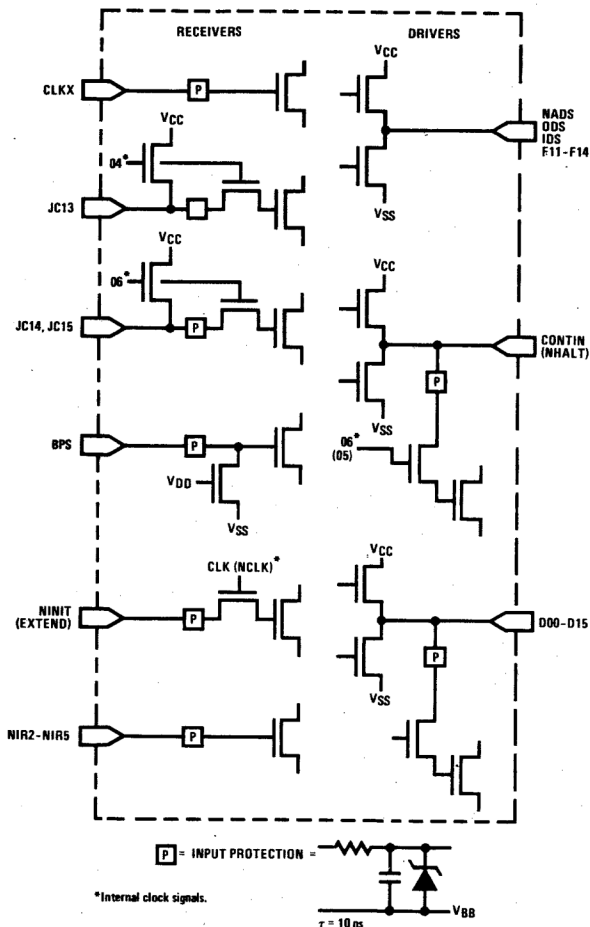 RECEIVERS
DRIVERS
CLKX
P
VCC
NADS
ODS
IDS
F11–F14
VCC
04*
VSS
JC13
VCC
06*
VCC
JC14, JC15
P
CONTIN
(NHALT)
P
VSS
BPS
P
06*
(05)
VDD
VSS
CLK (NCLK)*
VCC
NINIT
(EXTEND)
P
D00–D15
P
VSS
NIR2–NIR5
P
P = INPUT PROTECTION =
*Internal clock signals.
VBB
τ = 10 ns